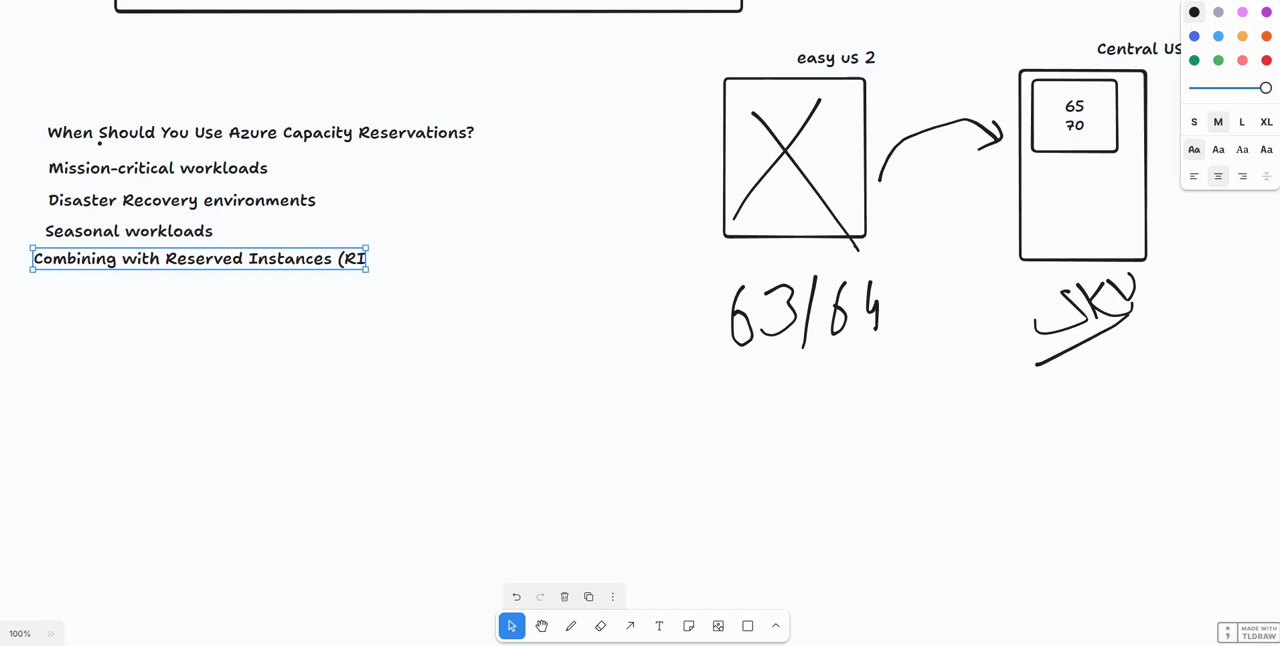 easy us 2
Central US
When Should You Use Azure Capacity Reservations?
Mission-critical workloads
Disaster Recovery environments
Seasonal workloads
Combining with Reserved Instances (RI
65
70
63/64
SKU
S M L XL
Aa Aa Aa Aa
T
100%
MADE WITH
TLDRAW